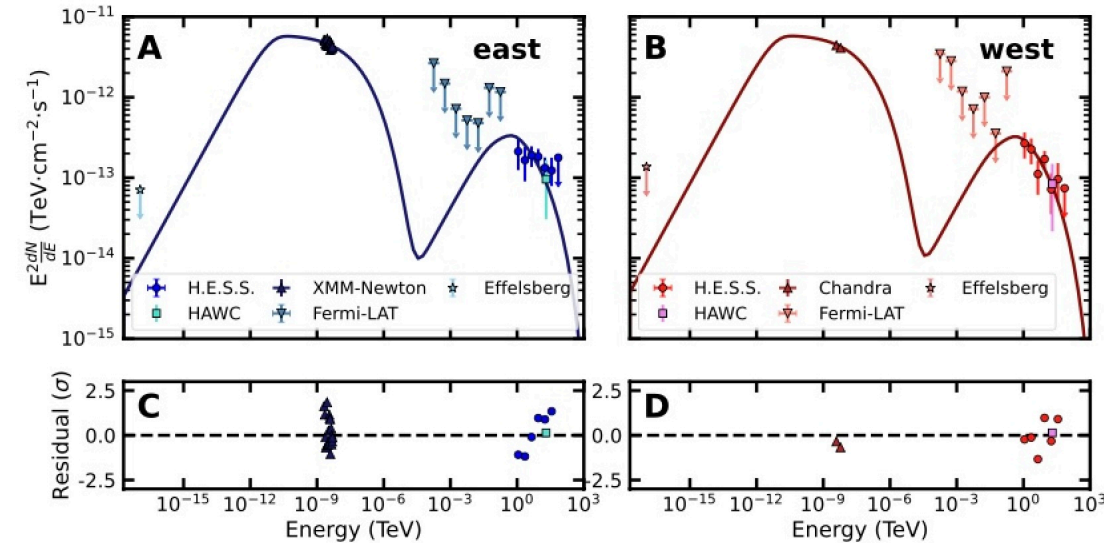 A east
B west
10⁻¹¹
10⁻¹²
10⁻¹³
10⁻¹⁴
10⁻¹⁵
E² dN/dE (TeV·cm⁻²·s⁻¹)
H.E.S.S. XMM-Newton Effelsberg
HAWC Fermi-LAT
H.E.S.S. Chandra Effelsberg
HAWC Fermi-LAT
C
D
2.5
0.0
-2.5
Residual (σ)
2.5
0.0
-2.5
10⁻¹⁵ 10⁻¹² 10⁻⁹ 10⁻⁶ 10⁻³ 10⁰ 10³
Energy (TeV)
10⁻¹⁵ 10⁻¹² 10⁻⁹ 10⁻⁶ 10⁻³ 10⁰ 10³
Energy (TeV)